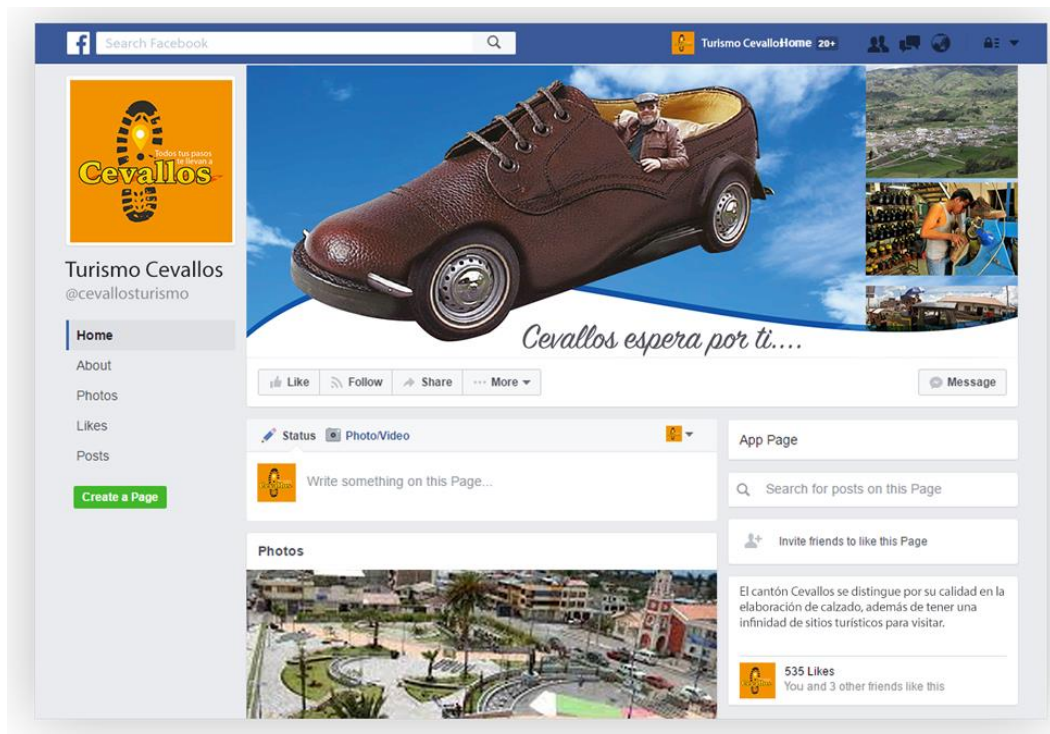 f
Search Facebook
Turismo Cevallos
Home 20+
Todos tus pasos
te llevan a
Cevallos
Turismo Cevallos
@cevallosturismo
Home
About
Photos
Likes
Posts
Create a Page
Cevallos espera por ti....
Like
Follow
Share
More
Message
Status
Photo/Video
Write something on this Page...
Photos
App Page
Search for posts on this Page
Invite friends to like this Page
El cantón Cevallos se distingue por su calidad en la
elaboración de calzado, además de tener una
infinidad de sitios turísticos para visitar.
535 Likes
You and 3 other friends like this